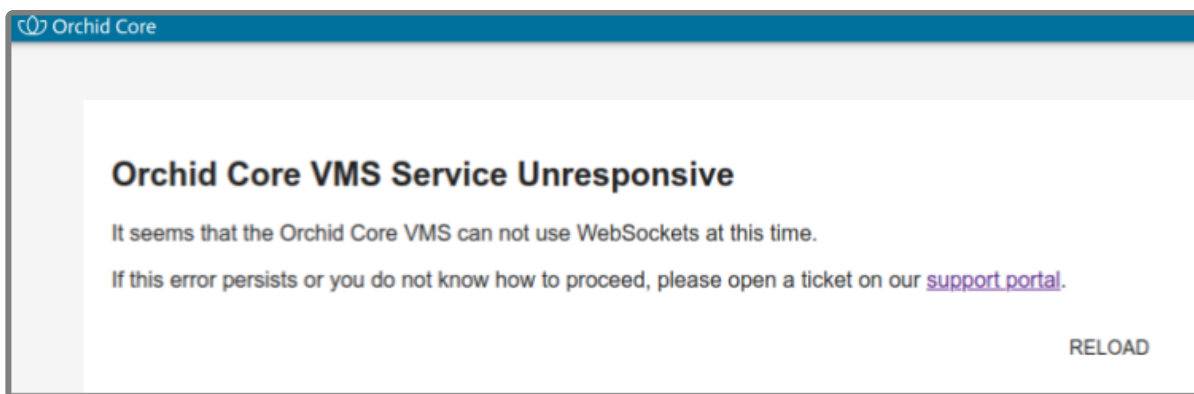 Orchid Core
Orchid Core VMS Service Unresponsive
It seems that the Orchid Core VMS can not use WebSockets at this time.
If this error persists or you do not know how to proceed, please open a ticket on our support portal.
RELOAD